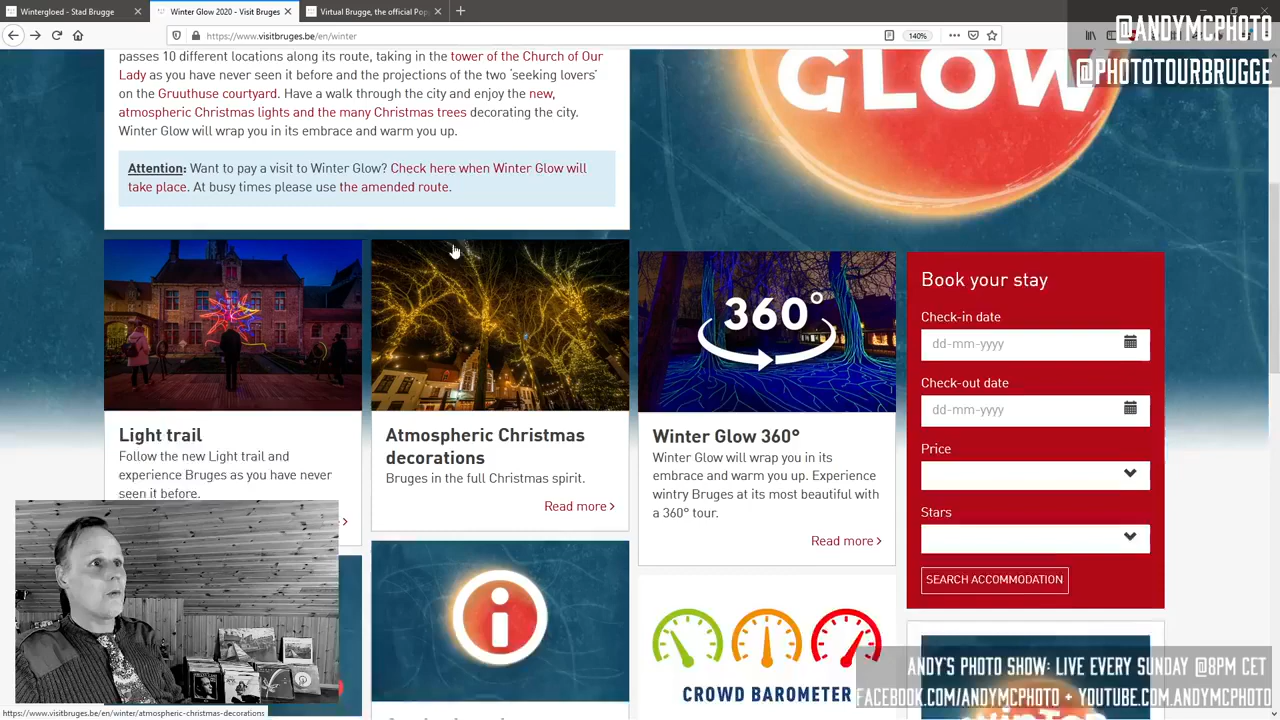 Wintergloed - Stad Brugge
Winter Glow 2020 - Visit Bruges
Virtual Brugge, the official Pop
https://www.visitbruges.be/en/winter
140%
@ANDYMCPHOTO
@PHOTOTOURBRUGGE
passes 10 different locations along its route, taking in the tower of the Church of Our
Lady as you have never seen it before and the projections of the two 'seeking lovers'
on the Gruuthuse courtyard. Have a walk through the city and enjoy the new,
atmospheric Christmas lights and the many Christmas trees decorating the city.
Winter Glow will wrap you in its embrace and warm you up.
Attention: Want to pay a visit to Winter Glow? Check here when Winter Glow will
take place. At busy times please use the amended route.
GLOW
Light trail
Follow the new Light trail and
experience Bruges as you have never
seen it before.
Atmospheric Christmas
decorations
Bruges in the full Christmas spirit.
Read more >
360°
Winter Glow 360°
Winter Glow will wrap you in its
embrace and warm you up. Experience
wintry Bruges at its most beautiful with
a 360° tour.
Read more >
Book your stay
Check-in date
dd-mm-yyyy
Check-out date
dd-mm-yyyy
Price
Stars
SEARCH ACCOMMODATION
i
CROWD BAROMETER
ANDY'S PHOTO SHOW: LIVE EVERY SUNDAY @8PM CET
FACEBOOK.COM/ANDYMCPHOTO + YOUTUBE.COM.ANDYMCPHOTO
https://www.visitbruges.be/en/winter/atmospheric-christmas-decorations